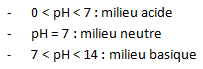 - 0 < pH < 7 : milieu acide
- pH = 7 : milieu neutre
- 7 < pH < 14 : milieu basique